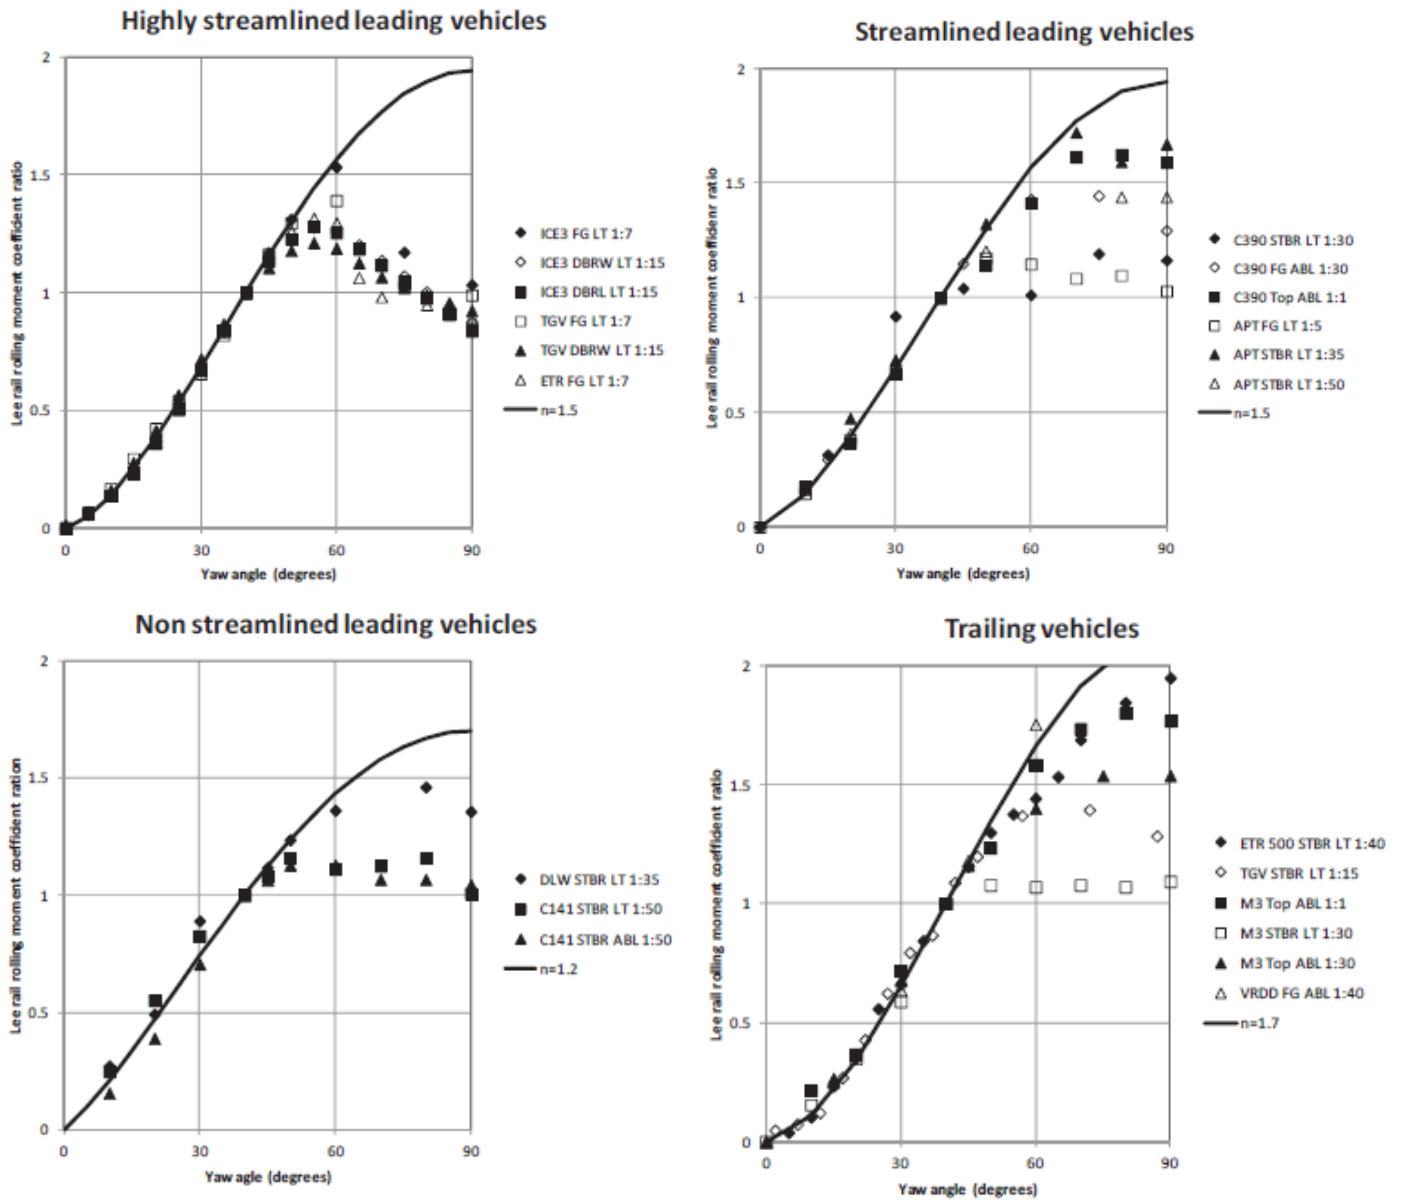 Highly streamlined leading vehicles
Lee rail rolling moment coefficient ratio
2
1.5
1
0.5
0
0 30 60 90
Yaw angle (degrees)
ICE3 FG LT 1:7
ICE3 DBRW LT 1:15
ICE3 DBRL LT 1:15
TGV FG LT 1:7
TGV DBRW LT 1:15
ETR FG LT 1:7
n=1.5
Streamlined leading vehicles
Lee rail rolling moment coefficienr ratio
2
1.5
1
0.5
0
0 30 60 90
Yaw angle (degrees)
C390 STBR LT 1:30
C390 FG ABL 1:30
C390 Top ABL 1:1
APT FG LT 1:5
APT STBR LT 1:35
APT STBR LT 1:50
n=1.5
Non streamlined leading vehicles
Lee rail rolling moment coefficient ration
2
1.5
1
0.5
0
0 30 60 90
Yaw agle (degrees)
DLW STBR LT 1:35
C141 STBR LT 1:50
C141 STBR ABL 1:50
n=1.2
Trailing vehicles
Lee rail rolling moment coefficient ratio
2
1.5
1
0.5
0
0 30 60 90
Yaw angle (degrees)
ETR 500 STBR LT 1:40
TGV STBR LT 1:15
M3 Top ABL 1:1
M3 STBR LT 1:30
M3 Top ABL 1:30
VRDD FG ABL 1:40
n=1.7